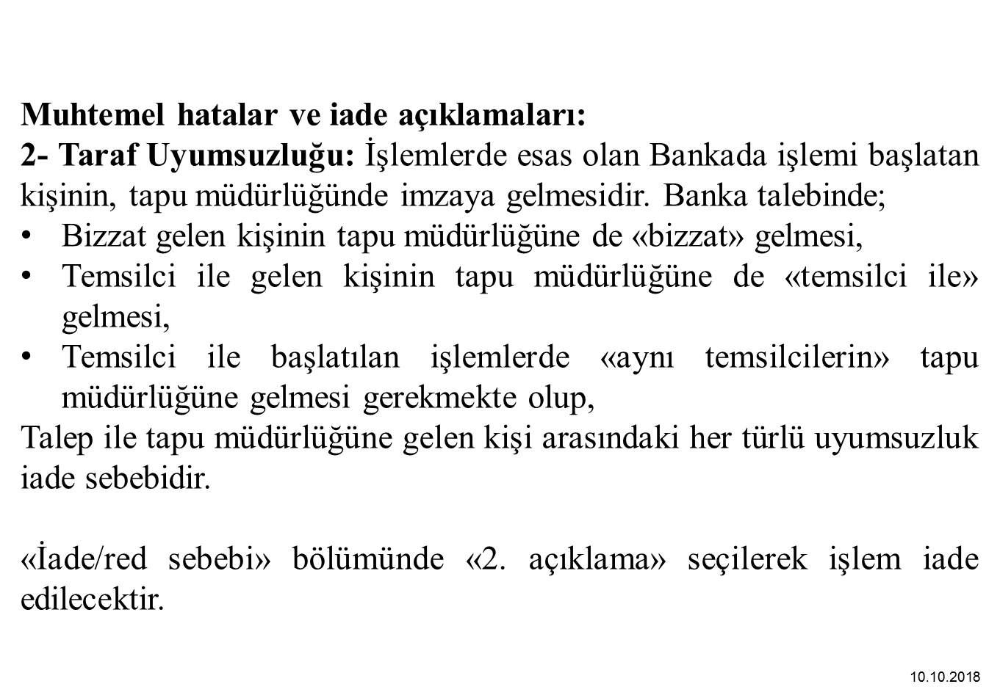 Muhtemel hatalar ve iade açıklamaları:
2- Taraf Uyumsuzluğu: İşlemlerde esas olan Bankada işlemi başlatan
kişinin, tapu müdürlüğünde imzaya gelmesidir. Banka talebinde;
• Bizzat gelen kişinin tapu müdürlüğüne de «bizzat» gelmesi,
• Temsilci ile gelen kişinin tapu müdürlüğüne de «temsilci ile»
gelmesi,
• Temsilci ile başlatılan işlemlerde «aynı temsilcilerin» tapu
müdürlüğüne gelmesi gerekmekte olup,
Talep ile tapu müdürlüğüne gelen kişi arasındaki her türlü uyumsuzluk
iade sebebidir.
«İade/red sebebi» bölümünde «2. açıklama» seçilerek işlem iade
edilecektir.
10.10.2018